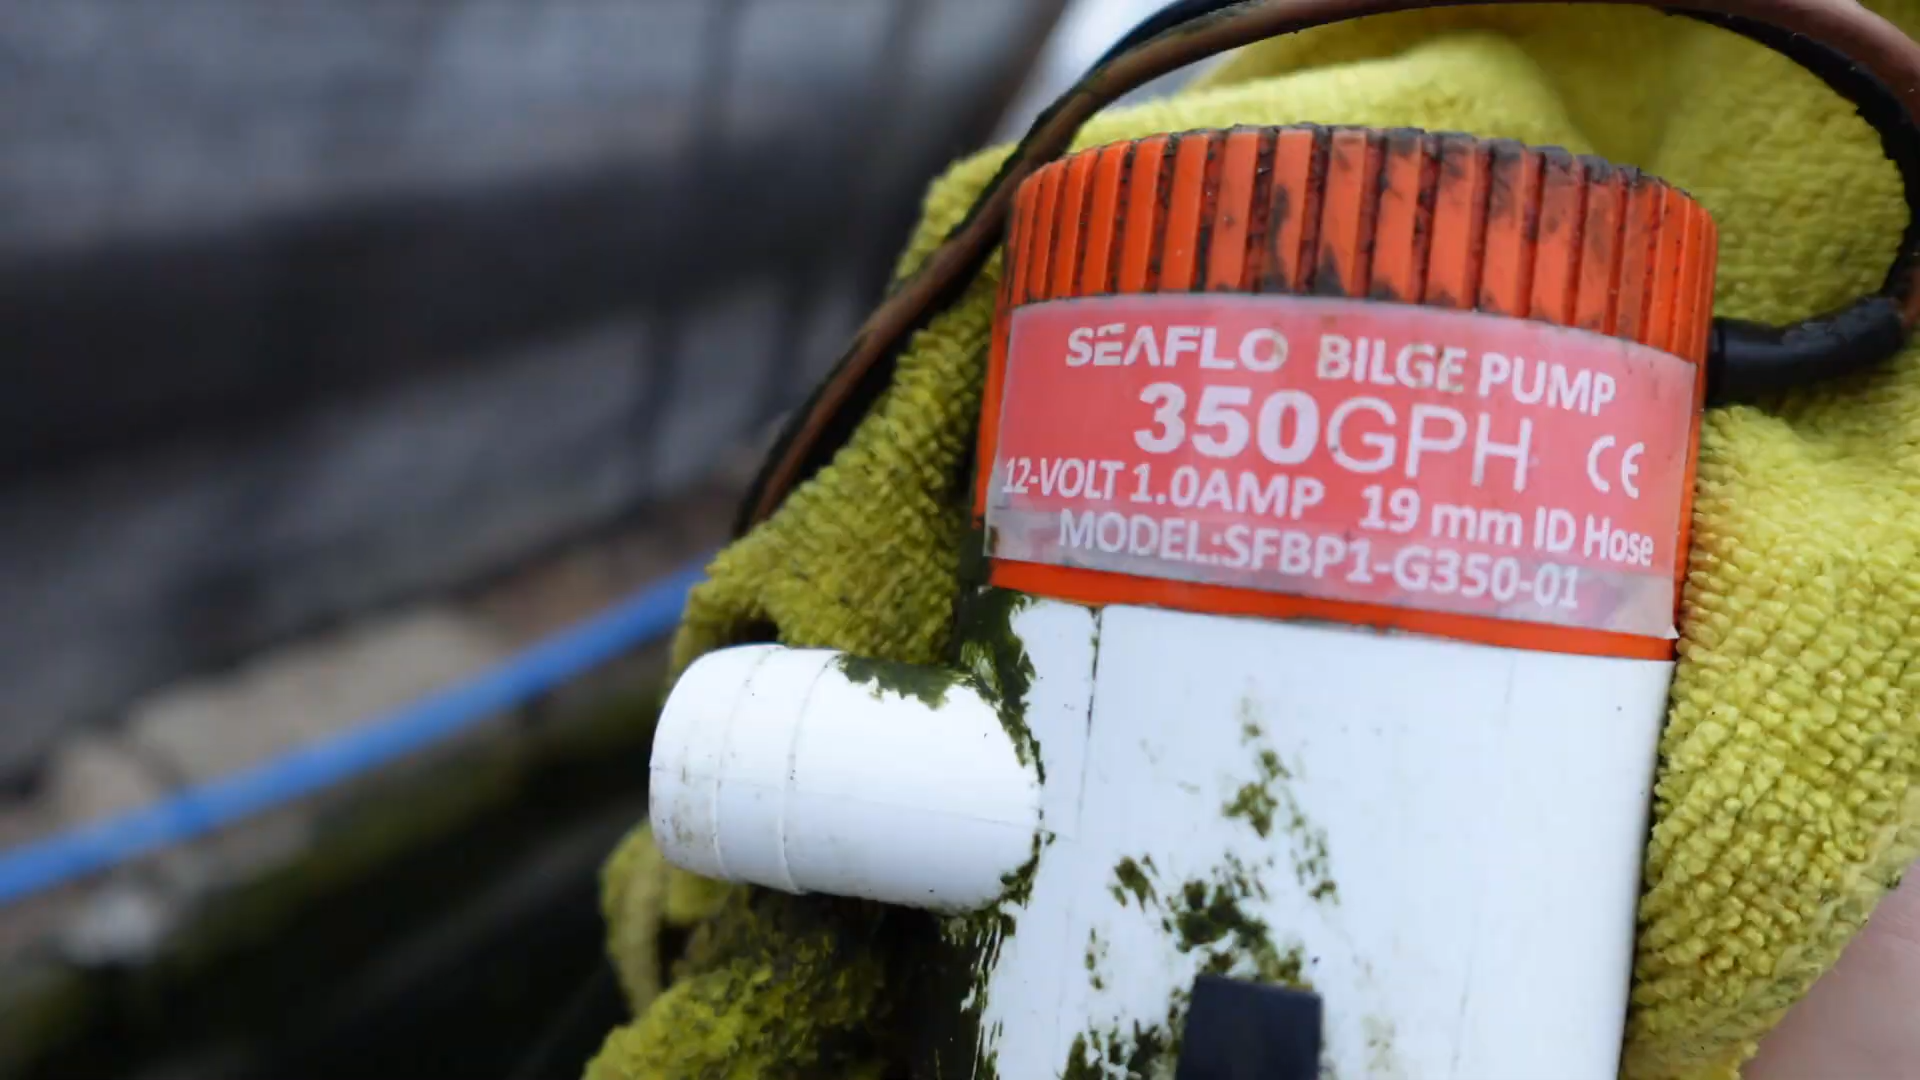 SEAFLO BILGE PUMP
350GPH CE
12-VOLT 1.0AMP 19 mm ID Hose
MODEL:SFBP1-G350-01